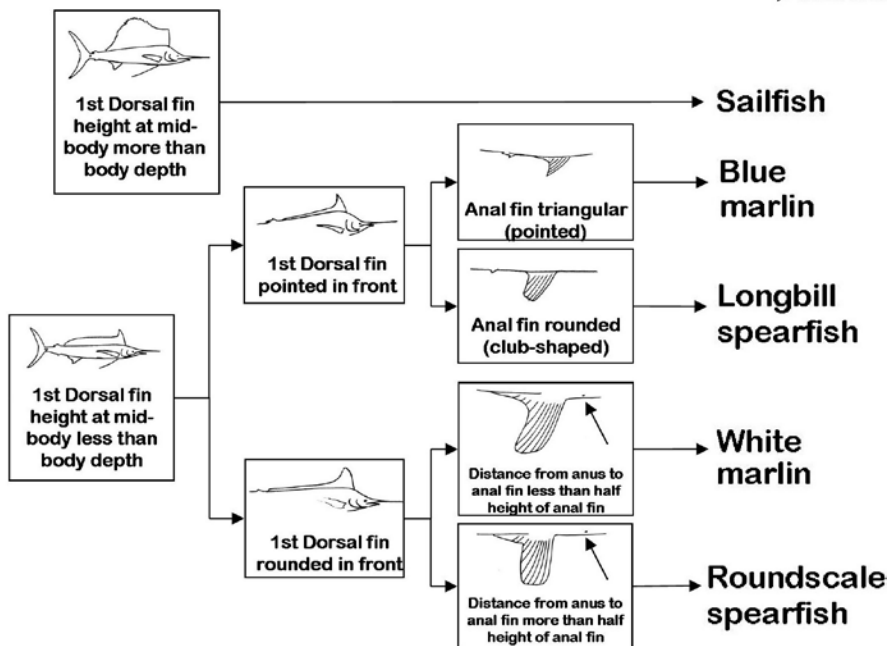 1st Dorsal fin
height at mid-
body more than
body depth
Sailfish
1st Dorsal fin
height at mid-
body less than
body depth
1st Dorsal fin
pointed in front
Anal fin triangular
(pointed)
Blue
marlin
Anal fin rounded
(club-shaped)
Longbill
spearfish
1st Dorsal fin
rounded in front
Distance from anus to
anal fin less than half
height of anal fin
White
marlin
Distance from anus to
anal fin more than half
height of anal fin
Roundscale
spearfish